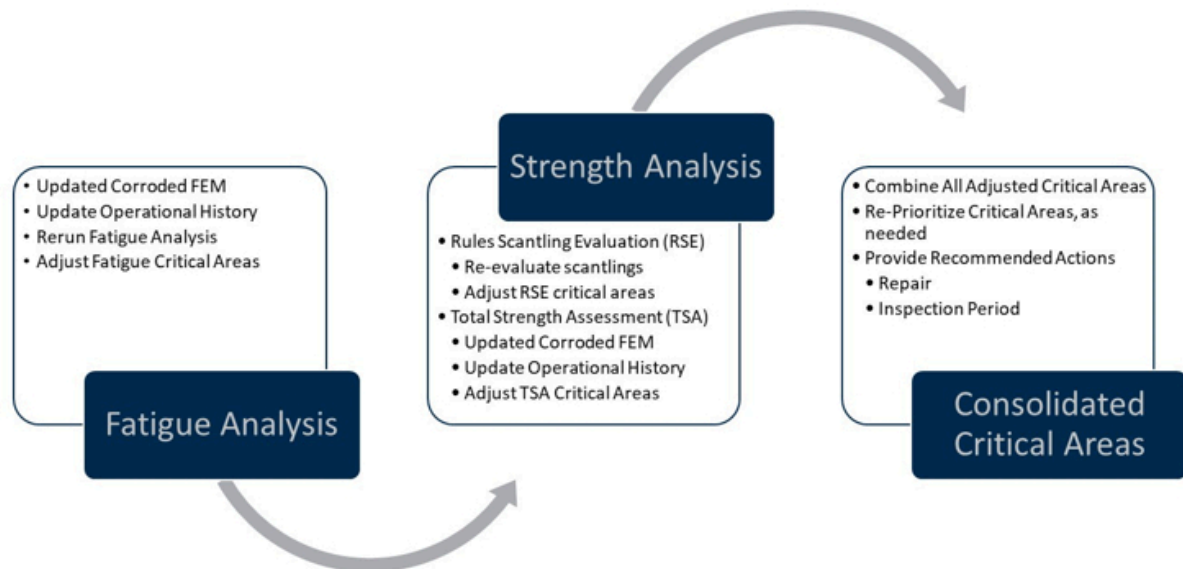 • Updated Corroded FEM
• Update Operational History
• Rerun Fatigue Analysis
• Adjust Fatigue Critical Areas
Fatigue Analysis
Strength Analysis
• Rules Scantling Evaluation (RSE)
• Re-evaluate scantlings
• Adjust RSE critical areas
• Total Strength Assessment (TSA)
• Updated Corroded FEM
• Update Operational History
• Adjust TSA Critical Areas
• Combine All Adjusted Critical Areas
• Re-Prioritize Critical Areas, as
needed
• Provide Recommended Actions
• Repair
• Inspection Period
Consolidated
Critical Areas